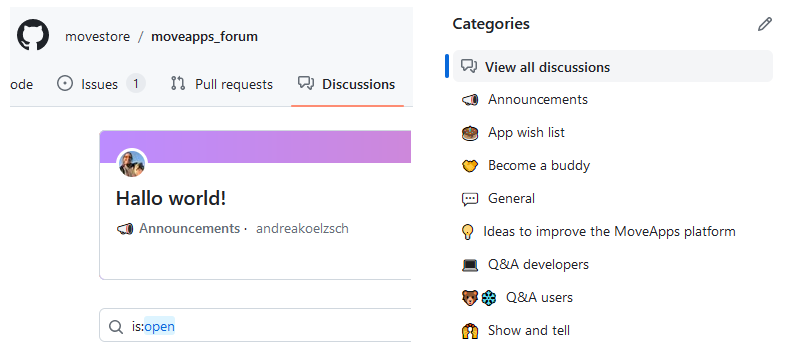 movestore / moveapps_forum
ode Issues 1 Pull requests Discussions
Hallo world!
Announcements · andreakoelzsch
is:open
Categories
View all discussions
Announcements
App wish list
Become a buddy
General
Ideas to improve the MoveApps platform
Q&A developers
Q&A users
Show and tell